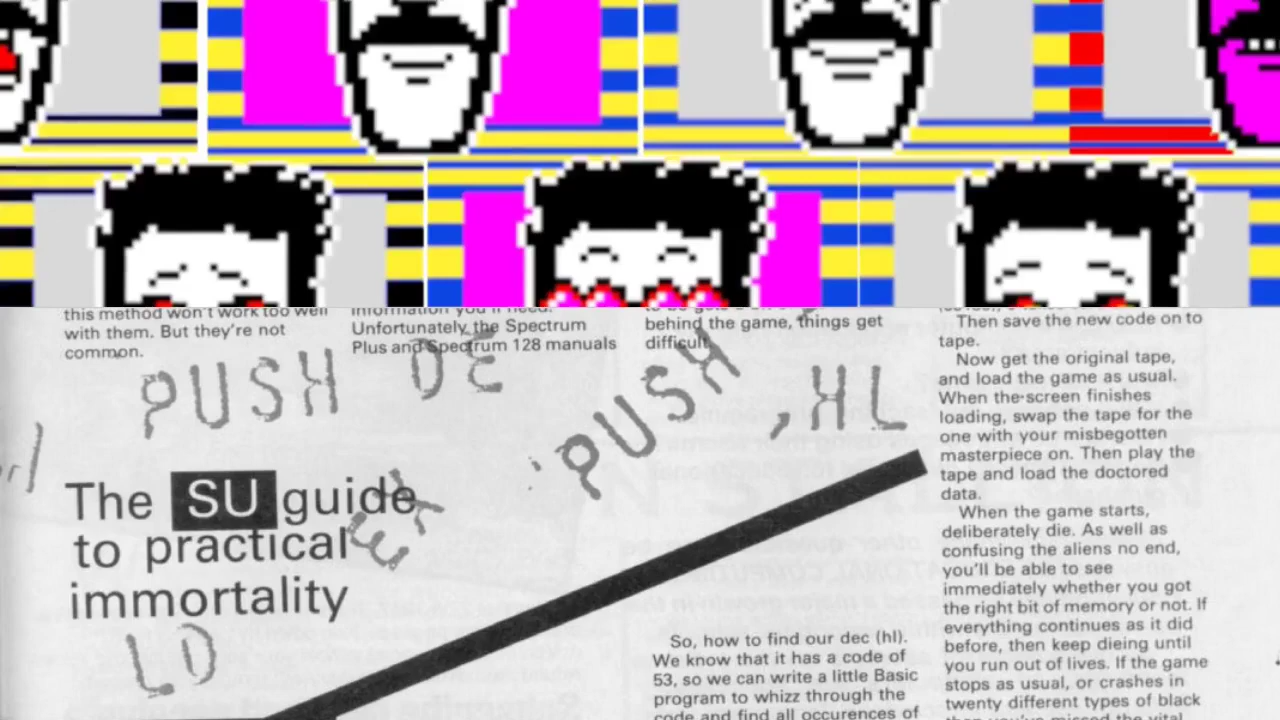 this method won't work too well
with them. But they're not
common.
information you'll need.
Unfortunately the Spectrum
Plus and Spectrum 128 manuals
behind the game, things get
difficult.
PUSH DE
PUSH
, HL
The SU guide
to practical
immortality
LD
So, how to find our dec (hl).
We know that it has a code of
53, so we can write a little Basic
program to whizz through the
code and find all occurences of
Then save the new code on to
tape.
Now get the original tape,
and load the game as usual.
When the screen finishes
loading, swap the tape for the
one with your misbegotten
masterpiece on. Then play the
tape and load the doctored
data.
When the game starts,
deliberately die. As well as
confusing the aliens no end,
you'll be able to see
immediately whether you got
the right bit of memory or not. If
everything continues as it did
before, then keep dieing until
you run out of lives. If the game
stops as usual, or crashes in
twenty different types of black
then you've missed the vital